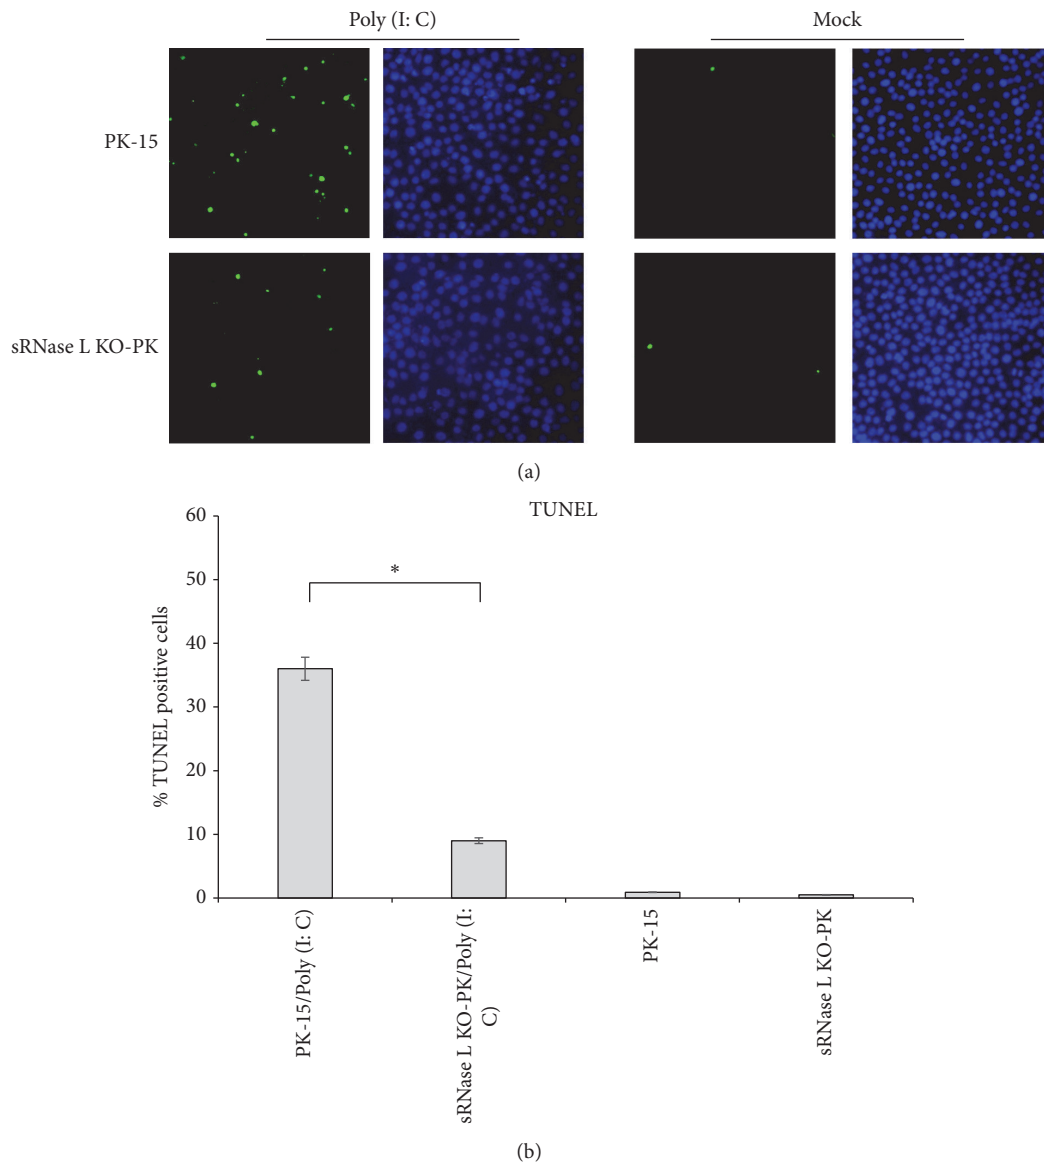 Poly (I: C)
Mock
PK-15
sRNase L KO-PK
(a)
TUNEL
60
50
40
30
20
10
0
% TUNEL positive cells
*
PK-15/Poly (I: C)
sRNase L KO-PK/Poly (I:
C)
PK-15
sRNase L KO-PK
(b)